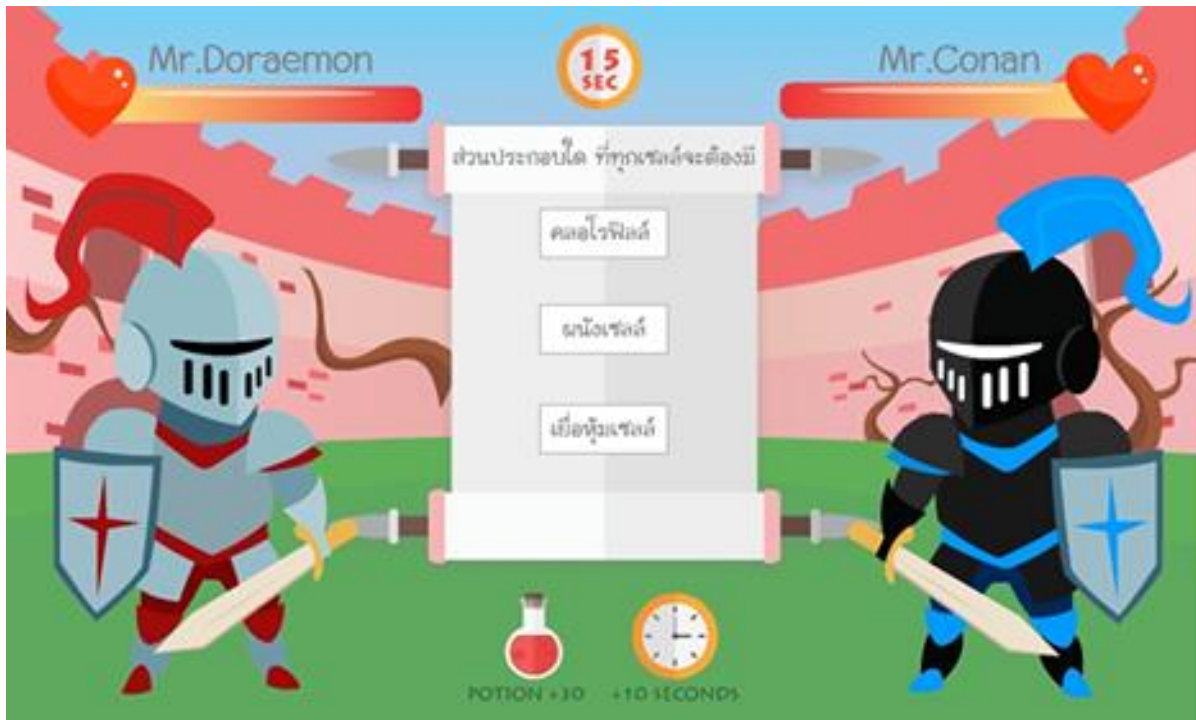 Mr.Doraemon
15
SEC
Mr.Conan
ส่วนประกอบใด ที่ทุกเซลล์จะต้องมี
คลอโรฟิลล์
ผนังเซลล์
เยื่อหุ้มเซลล์
POTION +30
+10 SECONDS